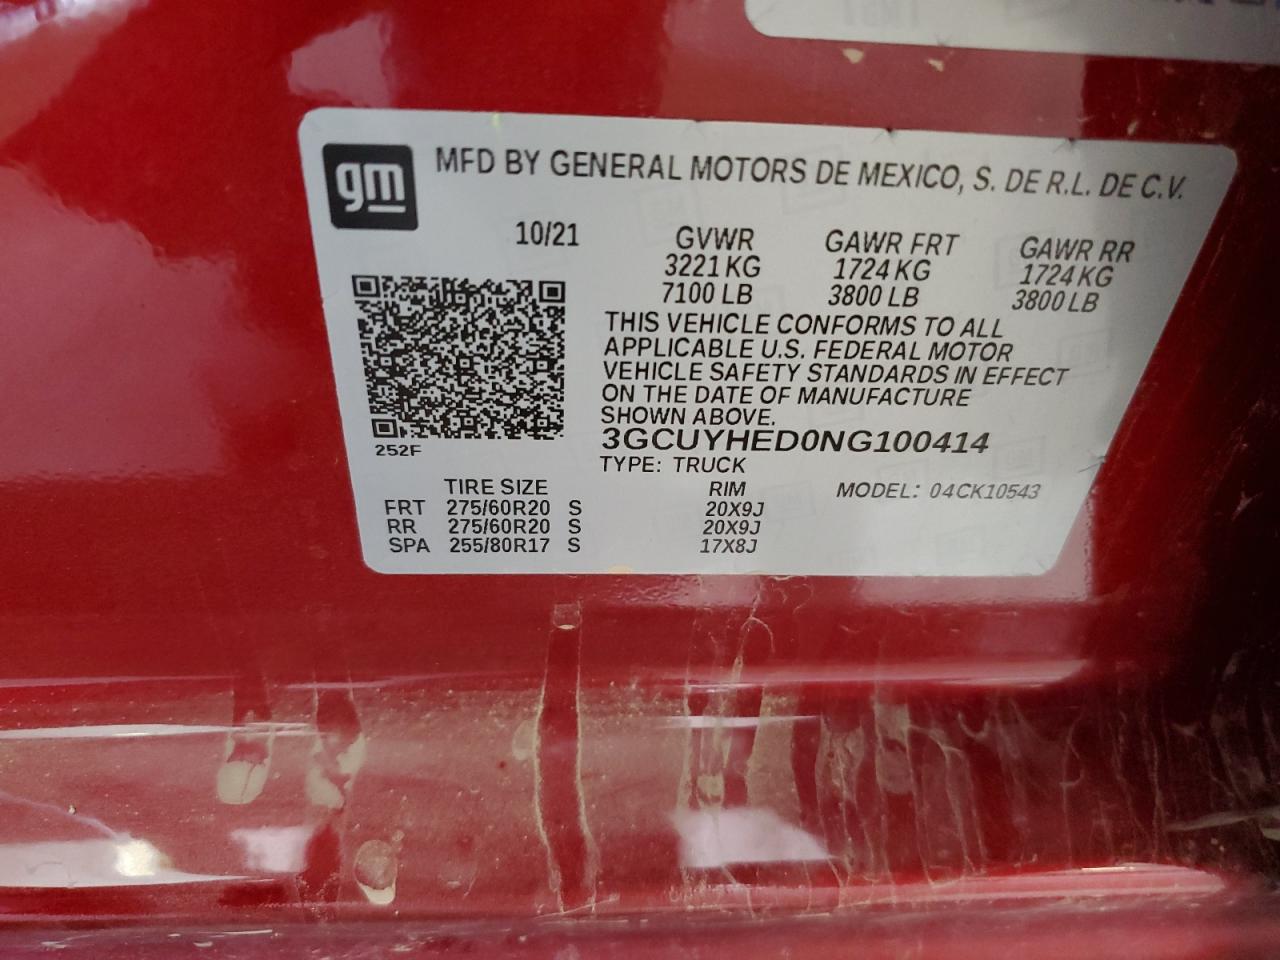 gm
MFD BY GENERAL MOTORS DE MEXICO, S. DE R.L. DE C.V.
10/21 GVWR GAWR FRT GAWR RR
3221 KG 1724 KG 1724 KG
7100 LB 3800 LB 3800 LB
THIS VEHICLE CONFORMS TO ALL
APPLICABLE U.S. FEDERAL MOTOR
VEHICLE SAFETY STANDARDS IN EFFECT
ON THE DATE OF MANUFACTURE
SHOWN ABOVE.
3GCUYHED0NG100414
252F
TYPE: TRUCK
TIRE SIZE RIM MODEL: 04CK10543
FRT 275/60R20 S 20X9J
RR 275/60R20 S 20X9J
SPA 255/80R17 S 17X8J